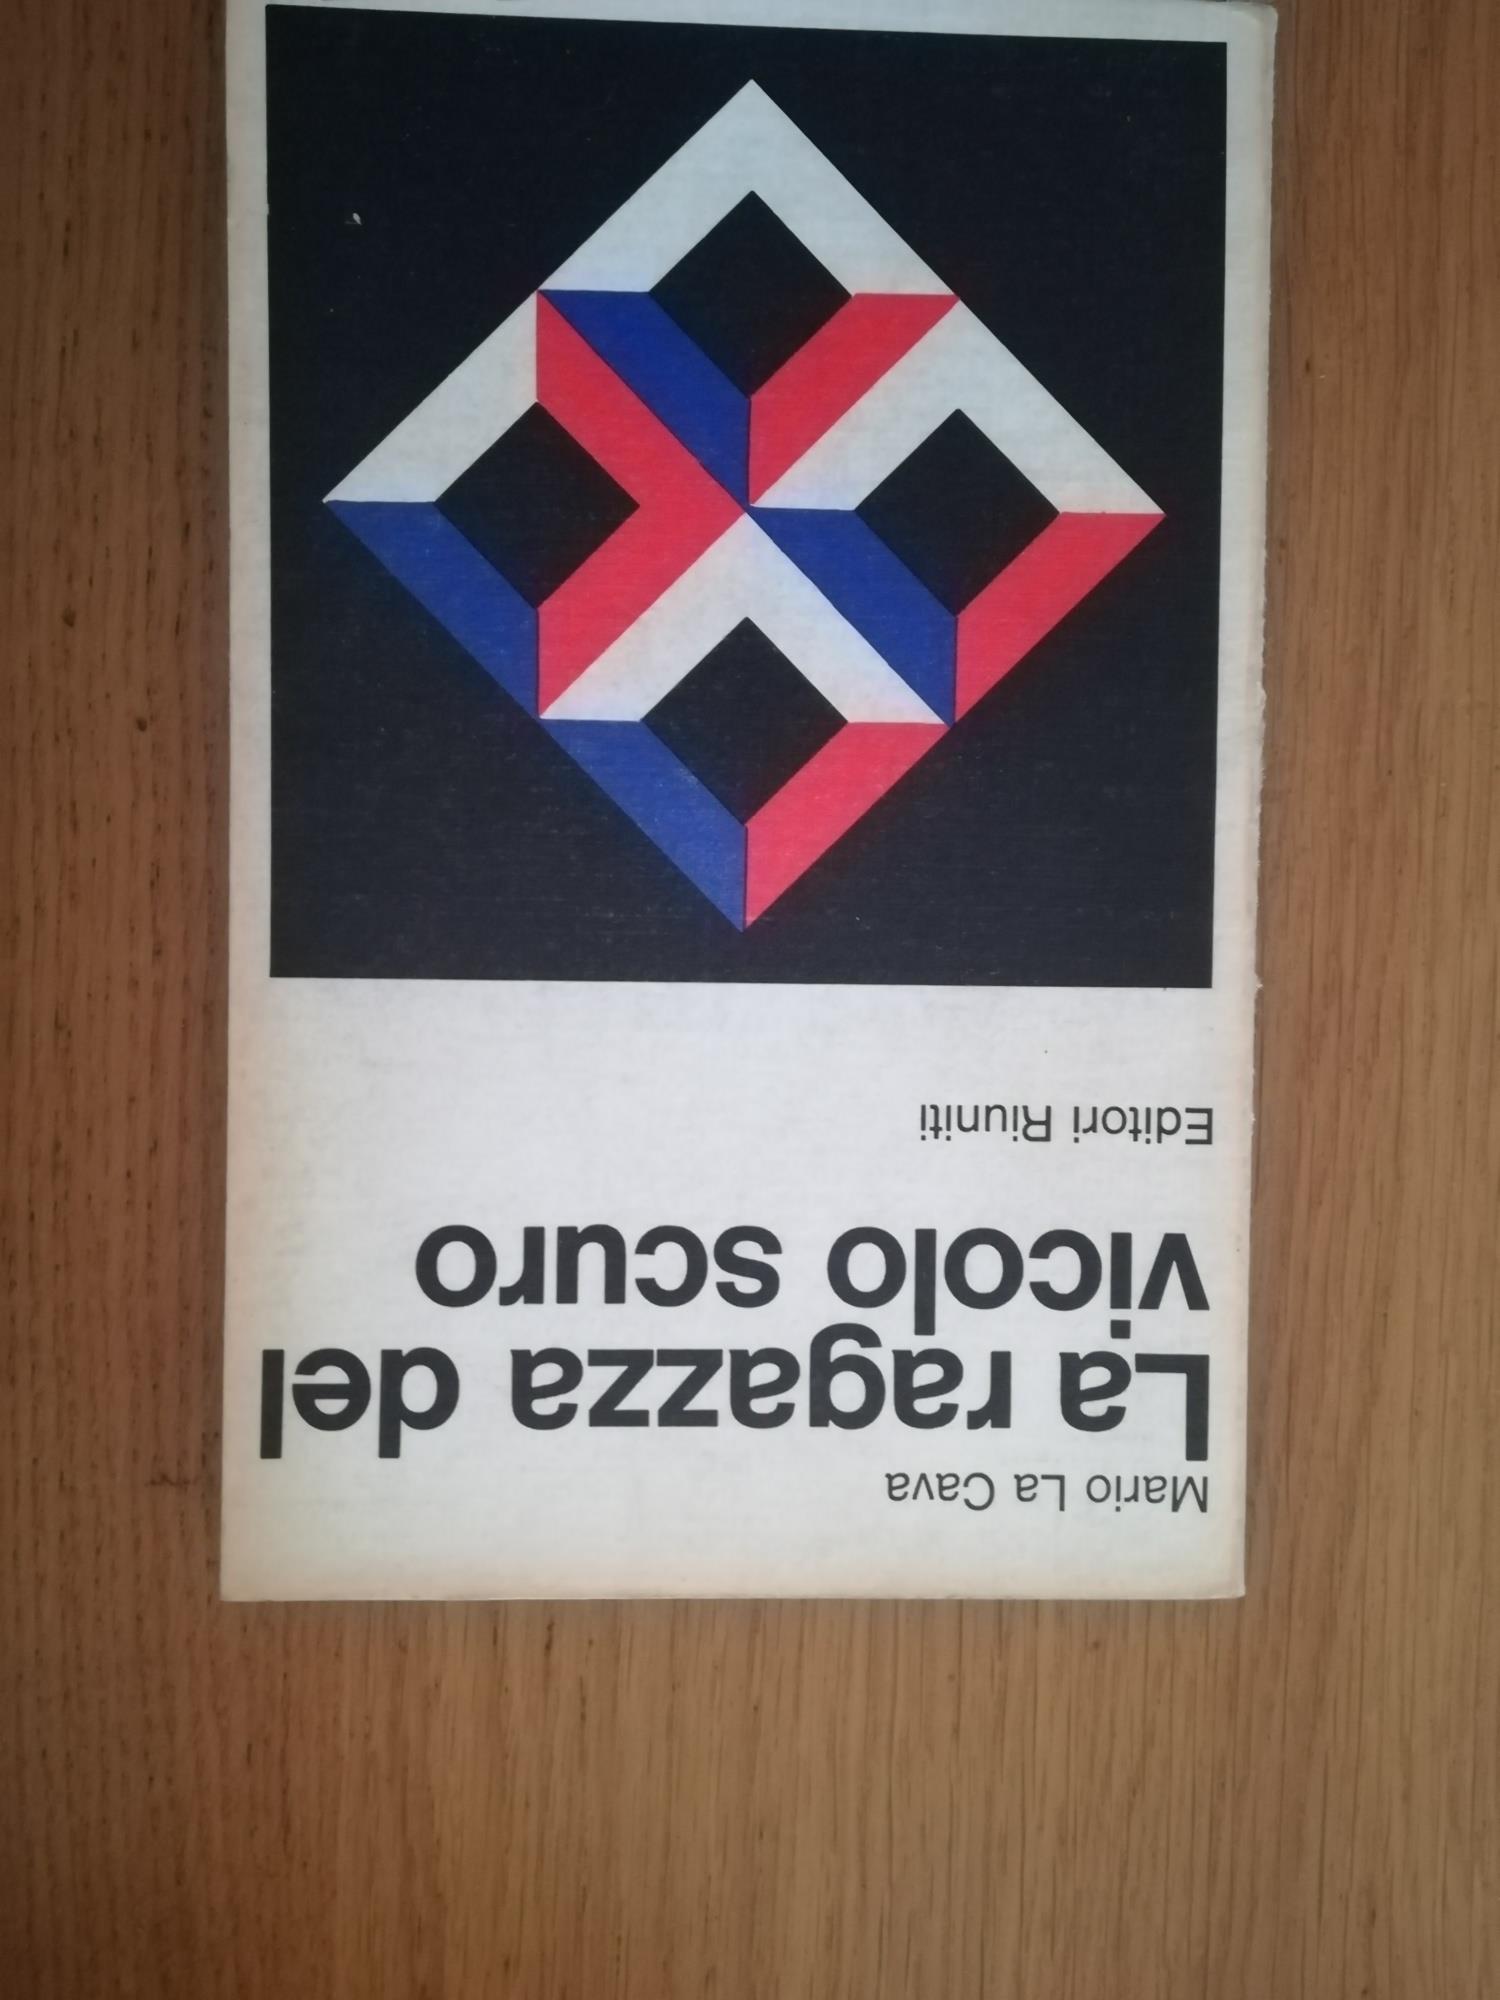 Mario La Cava
La ragazza del
vicolo scuro
Editori Riuniti